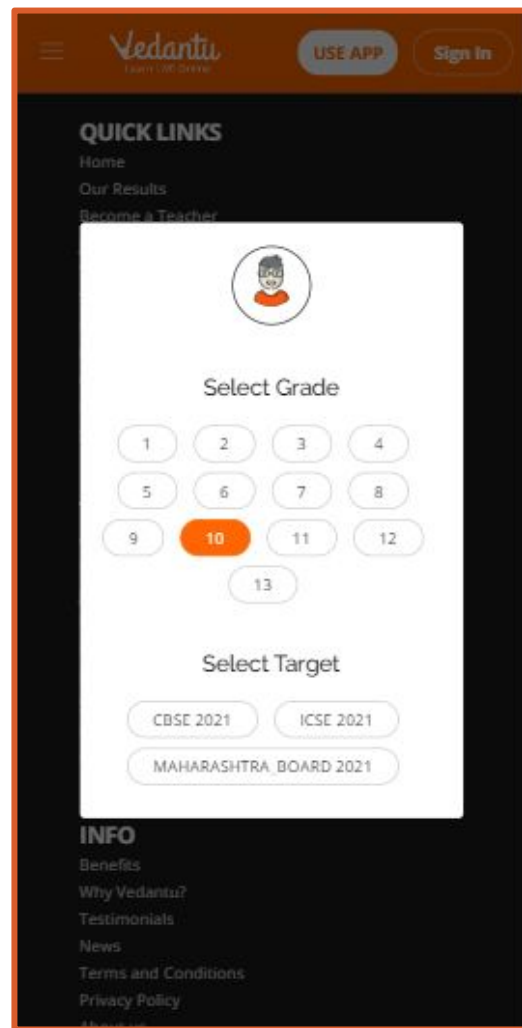 Vedantu
Learn LIVE Online
USE APP
Sign In
QUICK LINKS
Home
Our Results
Become a Teacher
Select Grade
1 2 3 4
5 6 7 8
9 10 11 12
13
Select Target
CBSE 2021 ICSE 2021
MAHARASHTRA_BOARD 2021
INFO
Benefits
Why Vedantu?
Testimonials
News
Terms and Conditions
Privacy Policy
About us